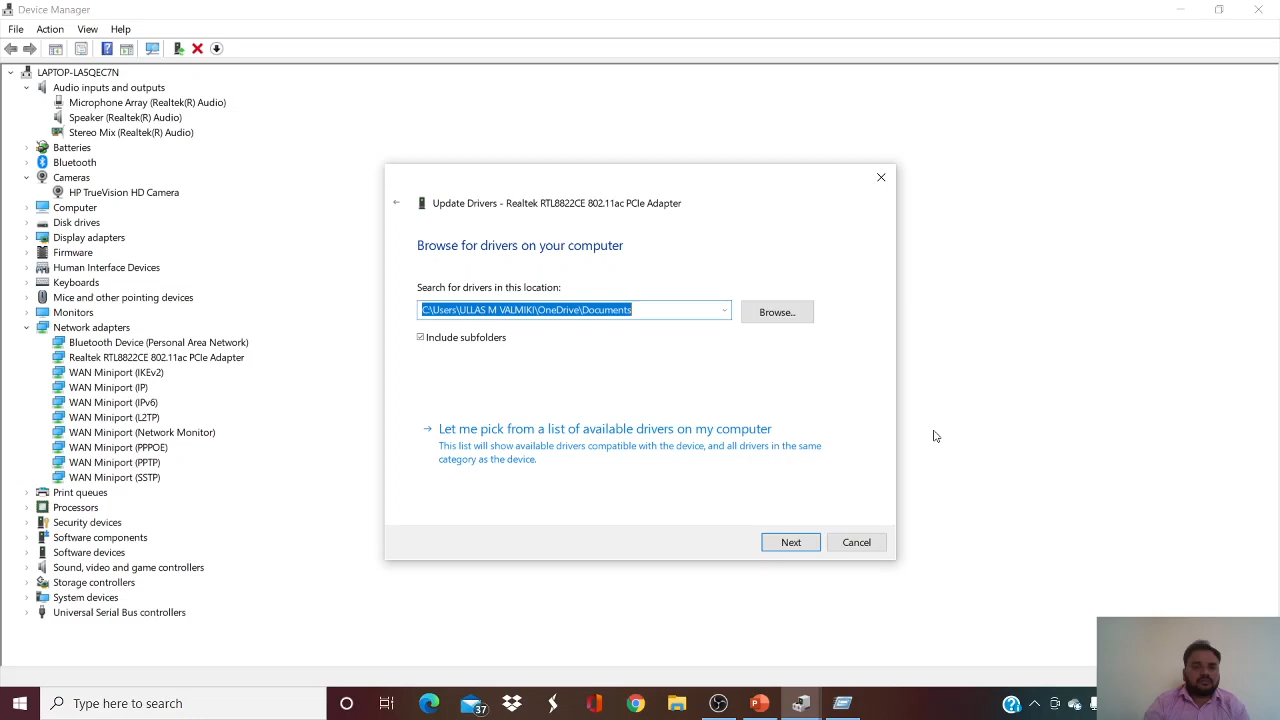 Device Manager
File Action View Help
LAPTOP-LA5QEC7N
Audio inputs and outputs
Microphone Array (Realtek(R) Audio)
Speaker (Realtek(R) Audio)
Stereo Mix (Realtek(R) Audio)
Batteries
Bluetooth
Cameras
HP TrueVision HD Camera
Computer
Disk drives
Display adapters
Firmware
Human Interface Devices
Keyboards
Mice and other pointing devices
Monitors
Network adapters
Bluetooth Device (Personal Area Network)
Realtek RTL8822CE 802.11ac PCIe Adapter
WAN Miniport (IKEv2)
WAN Miniport (IP)
WAN Miniport (IPv6)
WAN Miniport (L2TP)
WAN Miniport (Network Monitor)
WAN Miniport (PPPOE)
WAN Miniport (PPTP)
WAN Miniport (SSTP)
Print queues
Processors
Security devices
Software components
Software devices
Sound, video and game controllers
Storage controllers
System devices
Universal Serial Bus controllers
Update Drivers - Realtek RTL8822CE 802.11ac PCIe Adapter
Browse for drivers on your computer
Search for drivers in this location:
C:\Users\ULLAS M VALMIKI\OneDrive\Documents
Browse...
Include subfolders
Let me pick from a list of available drivers on my computer
This list will show available drivers compatible with the device, and all drivers in the same
category as the device.
Next Cancel
Type here to search
37